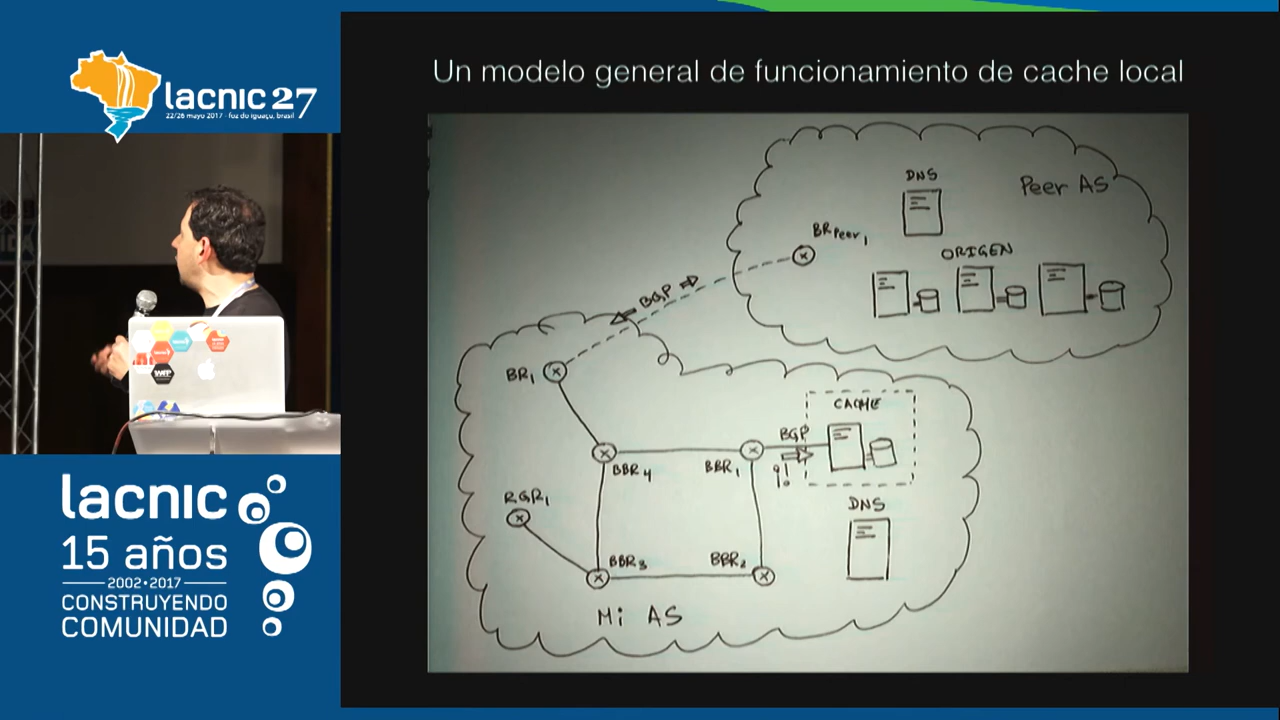 lacnic 27
22/26 mayo 2017 - foz do iguaçu, brasil
lacnic
15 años
2002•2017
CONSTRUYENDO
COMUNIDAD
Un modelo general de funcionamiento de cache local
DNS
Peer AS
BRPeer1
ORIGEN
BGP
BR1
CACHE
BGP
BBR4
BBR1
RGR1
DNS
BBR3
BBR2
Mi AS